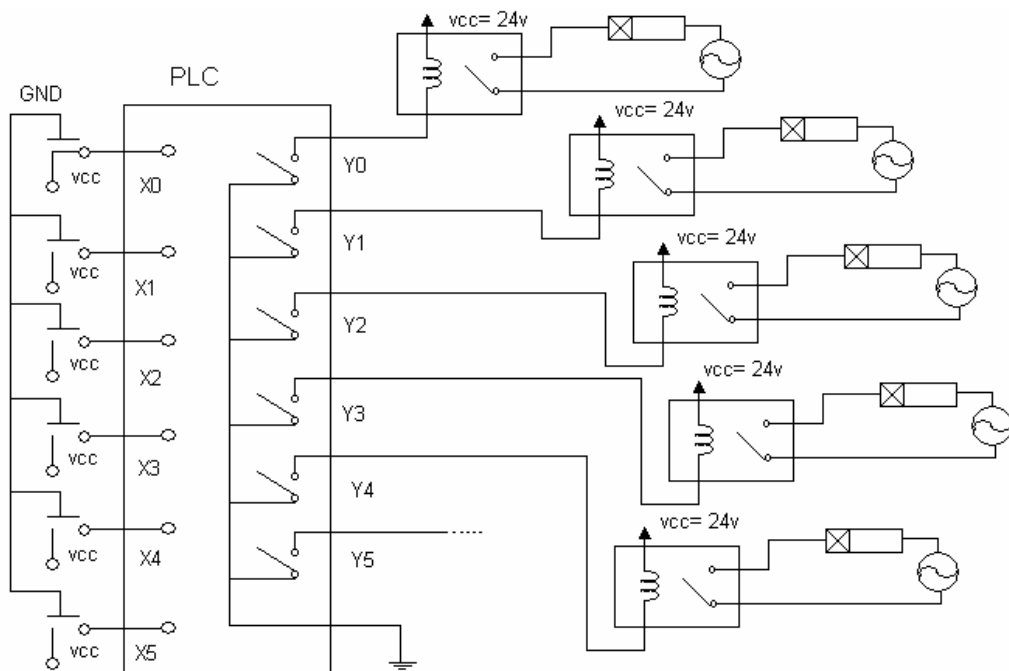 vcc= 24v
PLC
GND
vcc= 24v
vcc
X0
Y0
Y1
vcc= 24v
vcc
X1
Y2
vcc
X2
vcc= 24v
Y3
vcc
X3
Y4
vcc= 24v
vcc
X4
Y5
vcc
X5